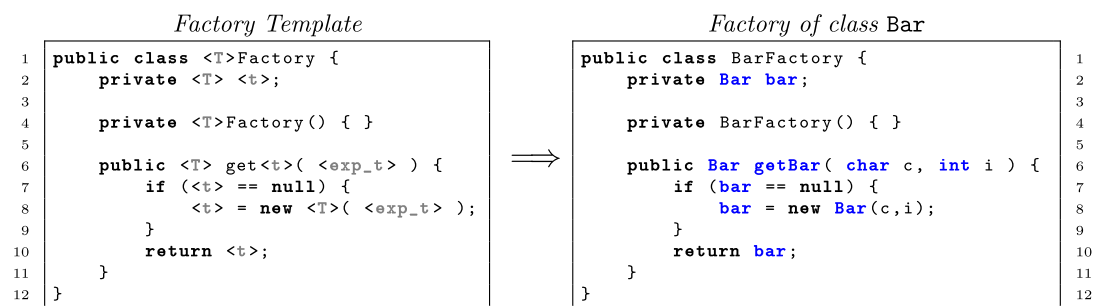 Factory Template
1 public class <T>Factory {
2 private <T> <t>;
3
4 private <T>Factory() { }
5
6 public <T> get<t>( <exp_t> ) {
7 if (<t> == null) {
8 <t> = new <T>( <exp_t> );
9 }
10 return <t>;
11 }
12 }
⟹
Factory of class Bar
public class BarFactory { 1
private Bar bar; 2
3
private BarFactory() { } 4
5
public Bar getBar( char c, int i ) { 6
if (bar == null) { 7
bar = new Bar(c,i); 8
} 9
return bar; 10
} 11
} 12